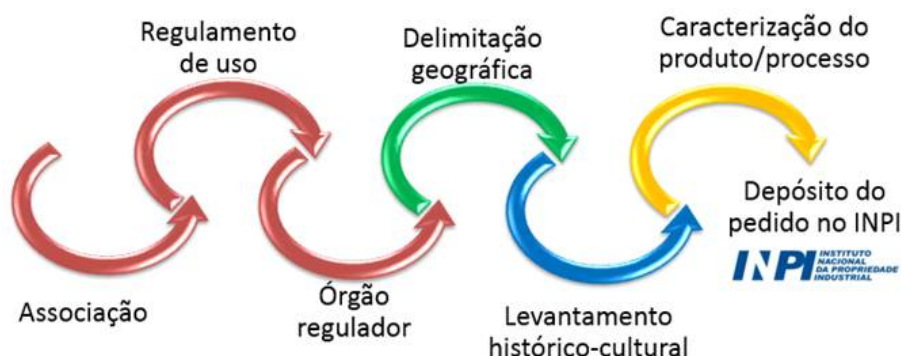 Regulamento
de uso
Delimitação
geográfica
Caracterização do
produto/processo
Associação
Órgão
regulador
Levantamento
histórico-cultural
Depósito do
pedido no INPI
INPI
INSTITUTO
NACIONAL
DA PROPRIEDADE
INDUSTRIAL